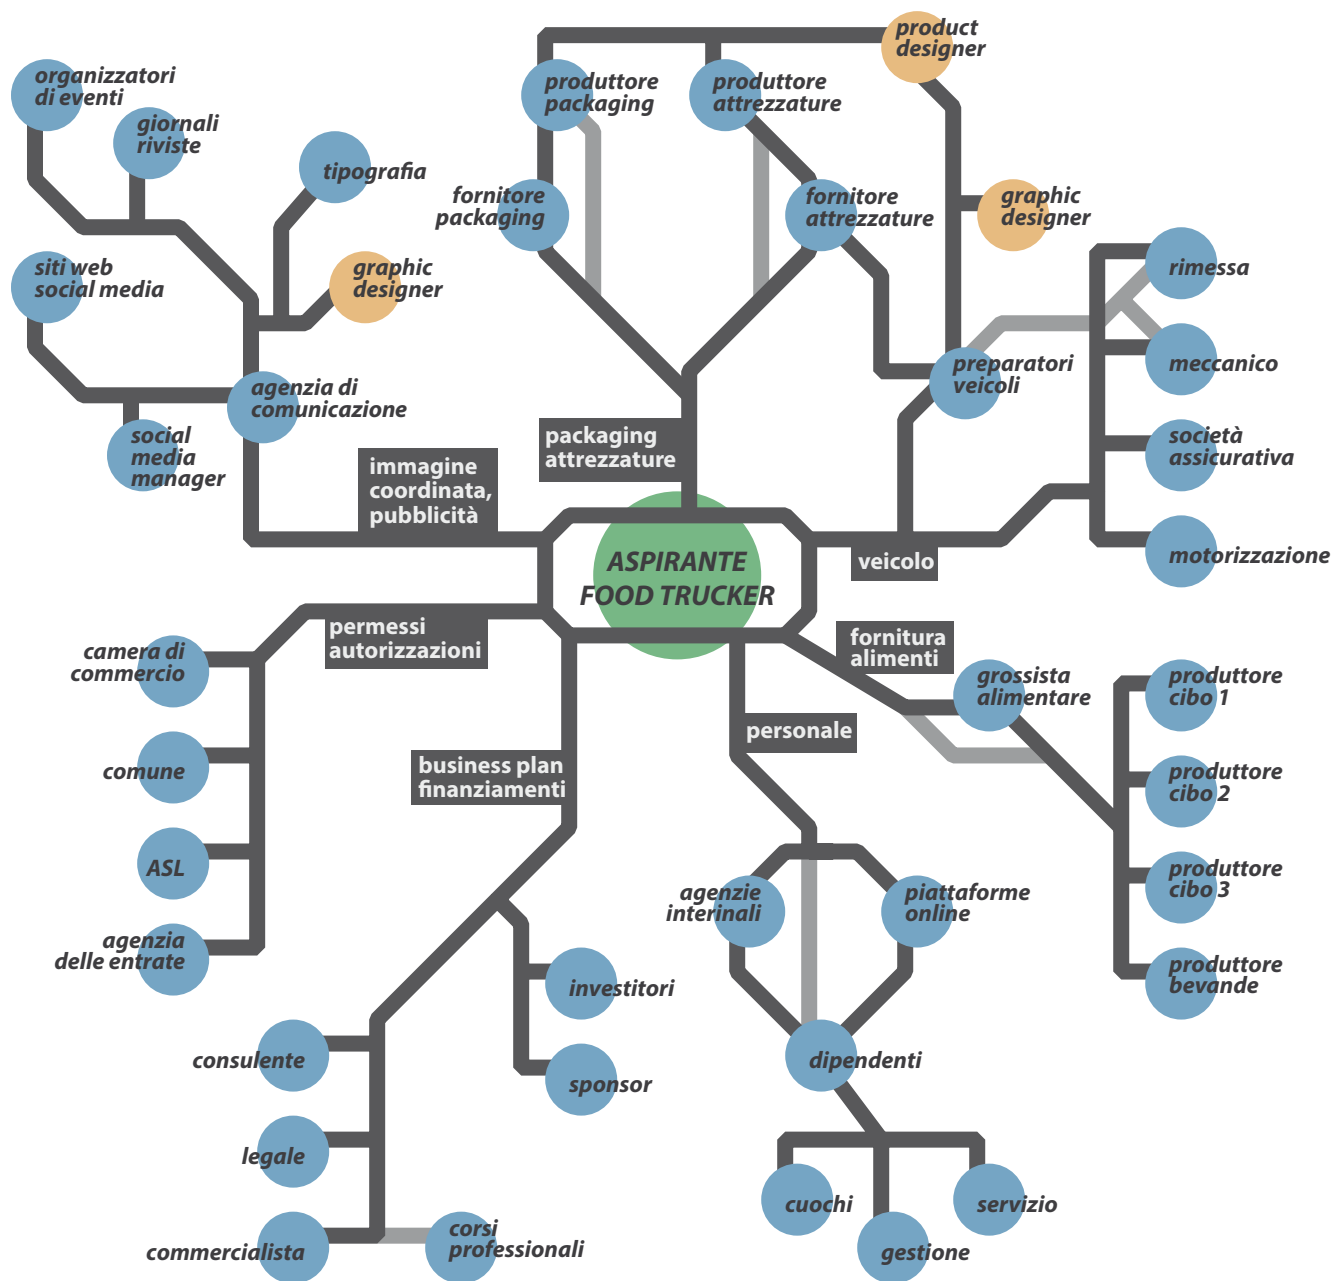 product
designer
organizzatori
di eventi
produttore
packaging
produttore
attrezzature
giornali
riviste
tipografia
fornitore
packaging
fornitore
attrezzature
graphic
designer
siti web
social media
graphic
designer
rimessa
preparatori
veicoli
meccanico
agenzia di
comunicazione
social
media
manager
packaging
attrezzature
società
assicurativa
immagine
coordinata,
pubblicità
ASPIRANTE
FOOD TRUCKER
veicolo
motorizzazione
permessi
autorizzazioni
fornitura
alimenti
camera di
commercio
grossista
alimentare
produttore
cibo 1
personale
comune
business plan
finanziamenti
produttore
cibo 2
ASL
agenzie
interinali
piattaforme
online
produttore
cibo 3
agenzia
delle entrate
investitori
produttore
bevande
consulente
sponsor
dipendenti
legale
cuochi
servizio
commercialista
corsi
professionali
gestione